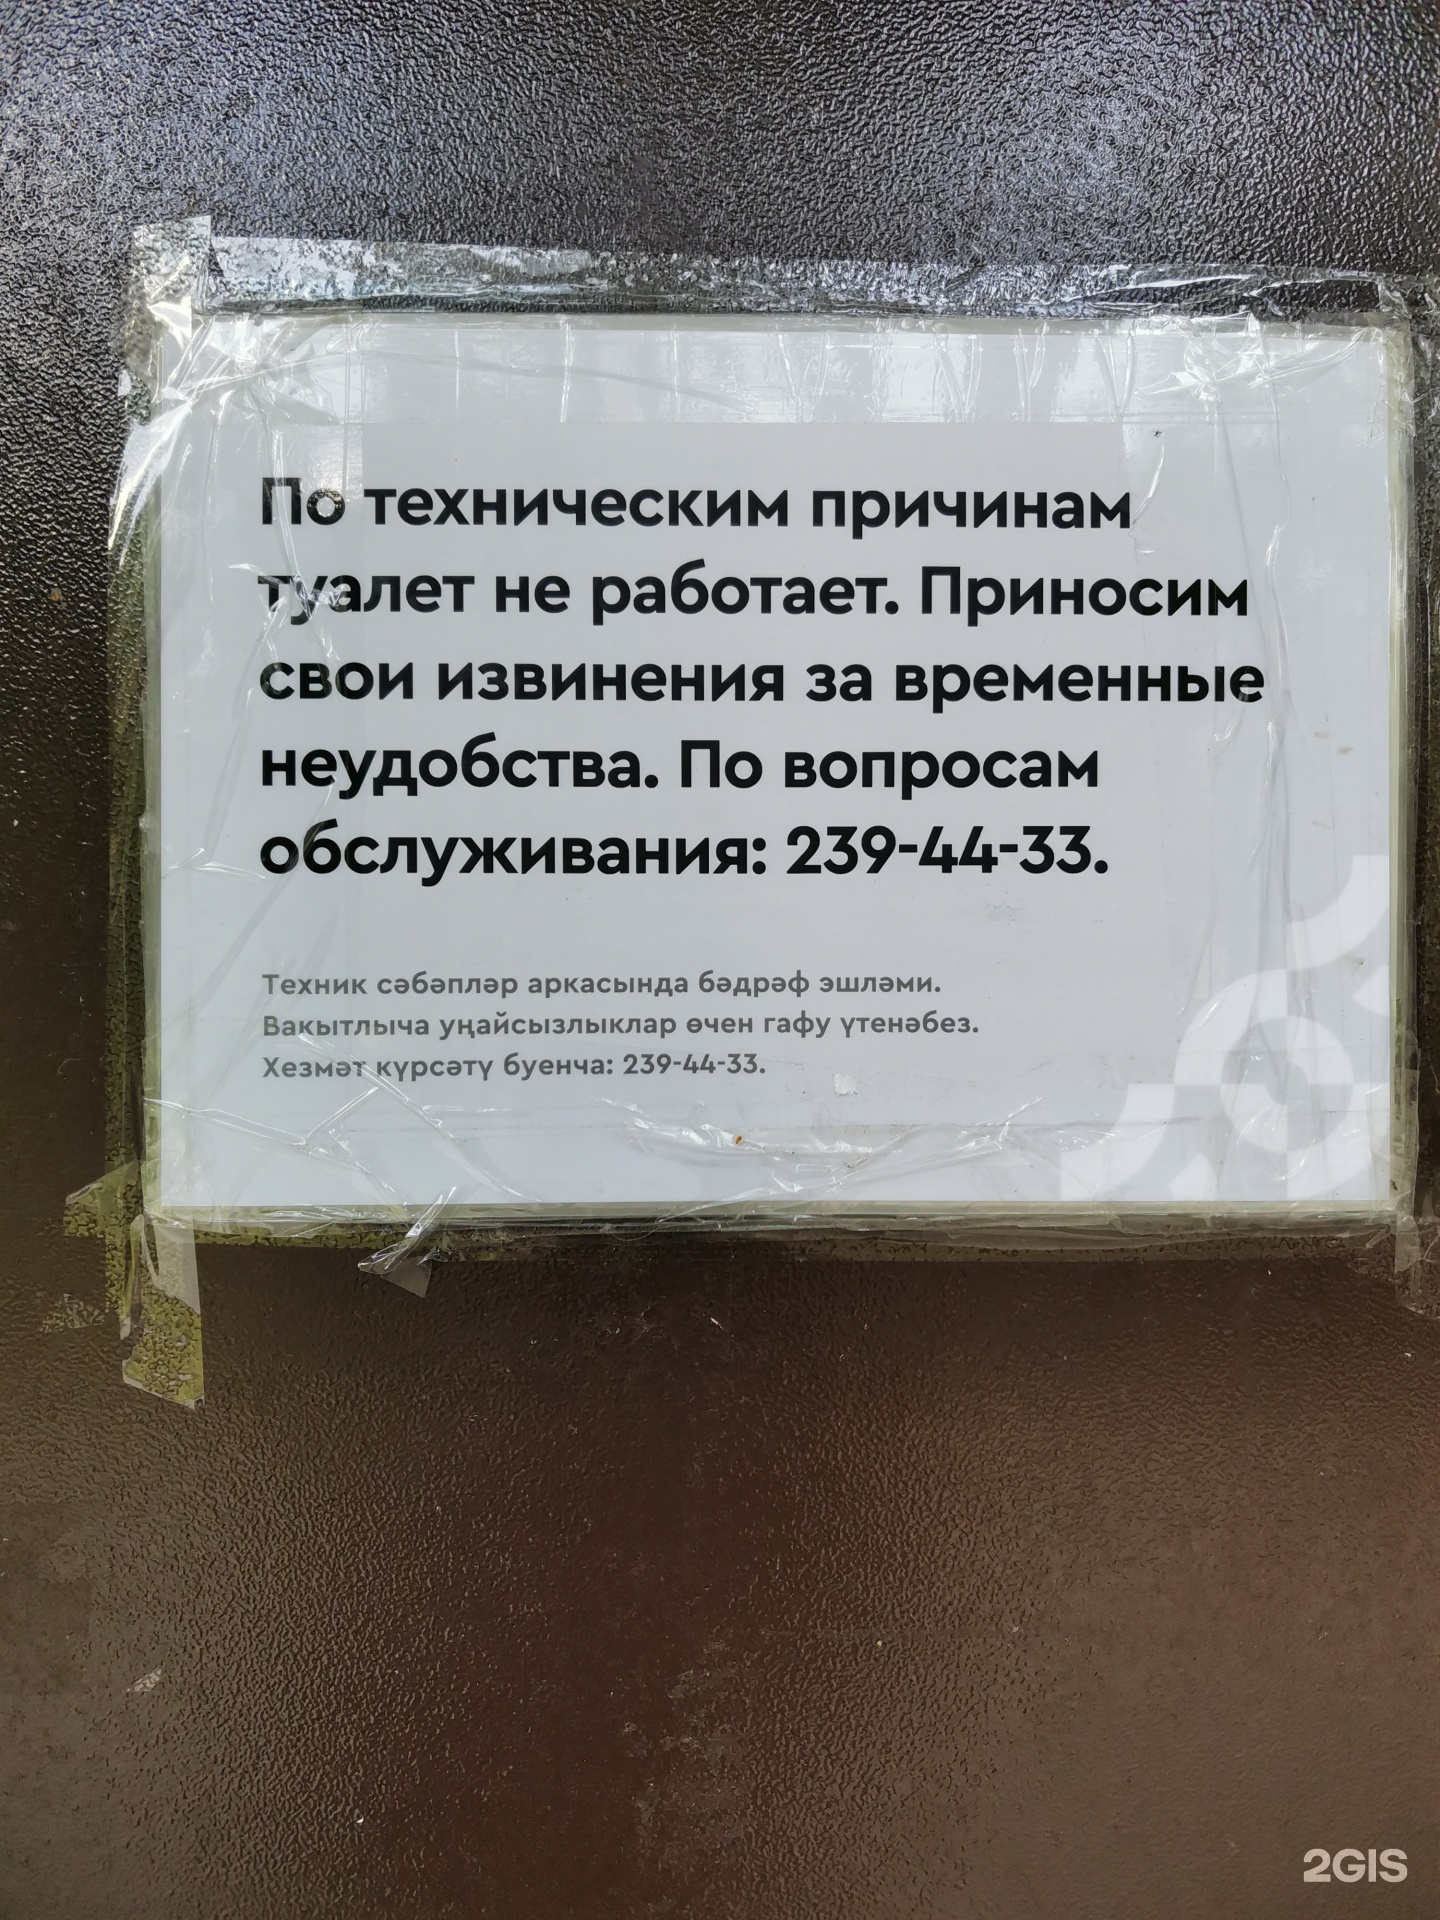 По техническим причинам
туалет не работает. Приносим
свои извинения за временные
неудобства. По вопросам
обслуживания: 239-44-33.
Техник сәбәпләр аркасында бәдрәф эшләми.
Вакытлыча уңайсызлыклар өчен гафу үтенәбез.
Хезмәт күрсәтү буенча: 239-44-33.
2GIS